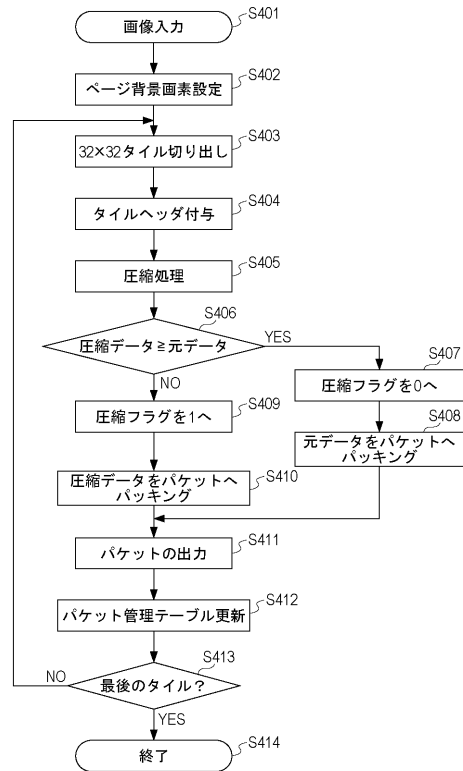 画像入力
S401
ページ背景画素設定
S402
32×32タイル切り出し
S403
タイルヘッダ付与
S404
圧縮処理
S405
圧縮データ≧元データ
S406
YES
NO
圧縮フラグを0へ
S407
元データをパケットへ
パッキング
S408
圧縮フラグを1へ
S409
圧縮データをパケットへ
パッキング
S410
パケットの出力
S411
パケット管理テーブル更新
S412
最後のタイル?
S413
NO
YES
終了
S414